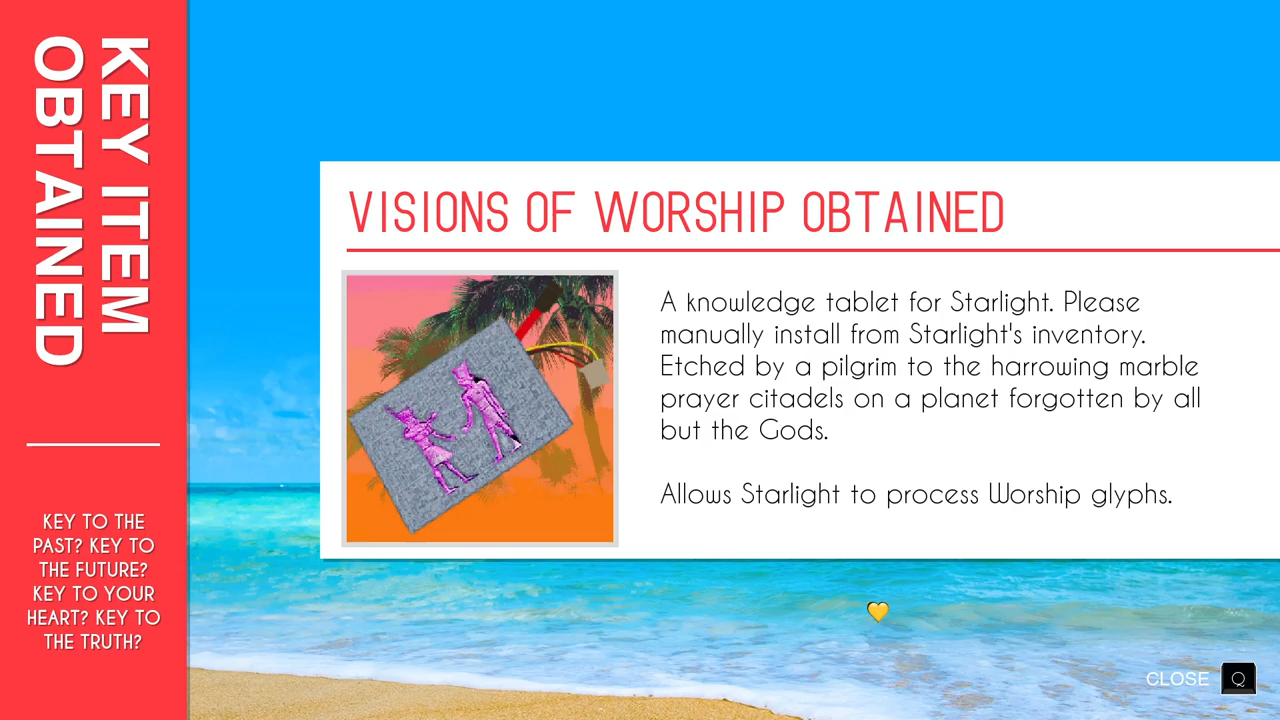 KEY ITEM
OBTAINED
KEY TO THE
PAST? KEY TO
THE FUTURE?
KEY TO YOUR
HEART? KEY TO
THE TRUTH?
VISIONS OF WORSHIP OBTAINED
A knowledge tablet for Starlight. Please
manually install from Starlight's inventory.
Etched by a pilgrim to the harrowing marble
prayer citadels on a planet forgotten by all
but the Gods.
Allows Starlight to process Worship glyphs.
CLOSE Q